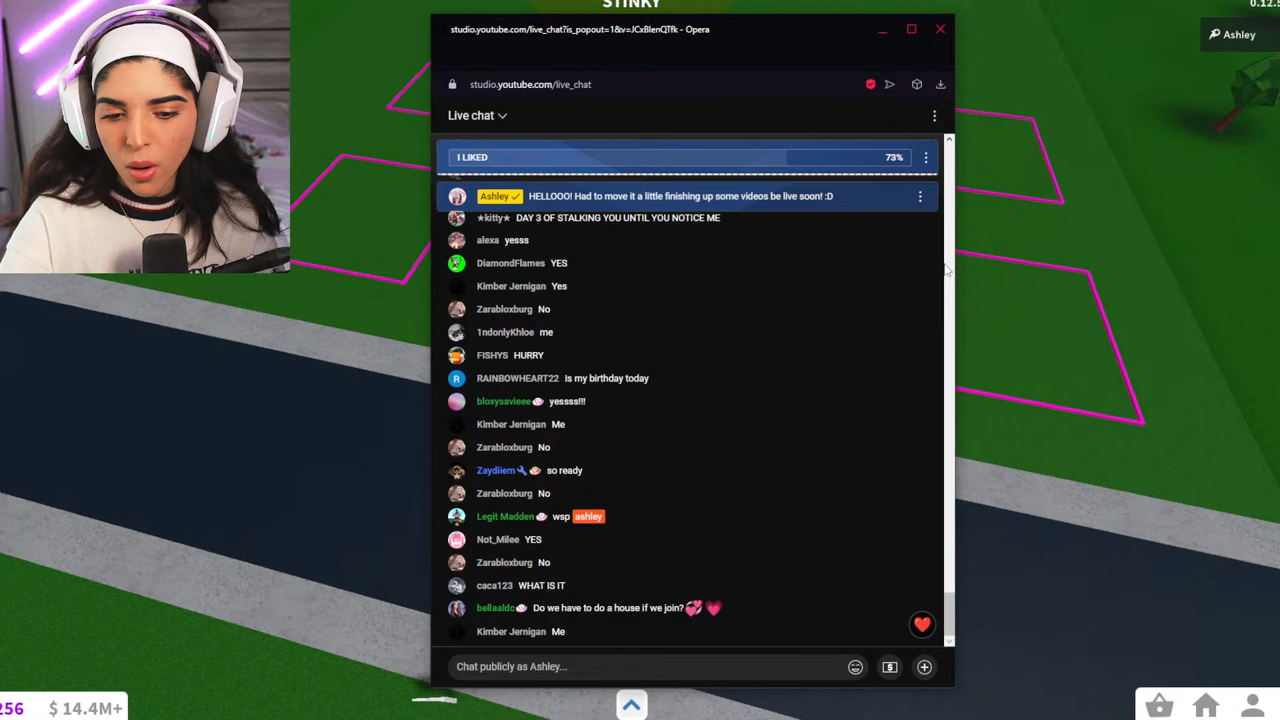 STINKY
0.12.5
studio.youtube.com/live_chat?is_popout=1&v=JCxBlenQTfk - Opera
Ashley
studio.youtube.com/live_chat
Live chat
I LIKED 73%
Ashley HELLOOO! Had to move it a little finishing up some videos be live soon! :D
★kitty★ DAY 3 OF STALKING YOU UNTIL YOU NOTICE ME
alexa yesss
DiamondFlames YES
Kimber Jernigan Yes
Zarabloxburg No
1ndonlyKhloe me
FISHYS HURRY
R RAINBOWHEART22 Is my birthday today
bloxysavieee yessss!!!
Kimber Jernigan Me
Zarabloxburg No
Zaydiiem so ready
Zarabloxburg No
Legit Madden wsp ashley
Not_Milee YES
Zarabloxburg No
caca123 WHAT IS IT
bellaaldc Do we have to do a house if we join?
Kimber Jernigan Me
Chat publicly as Ashley...
256 $ 14.4M+